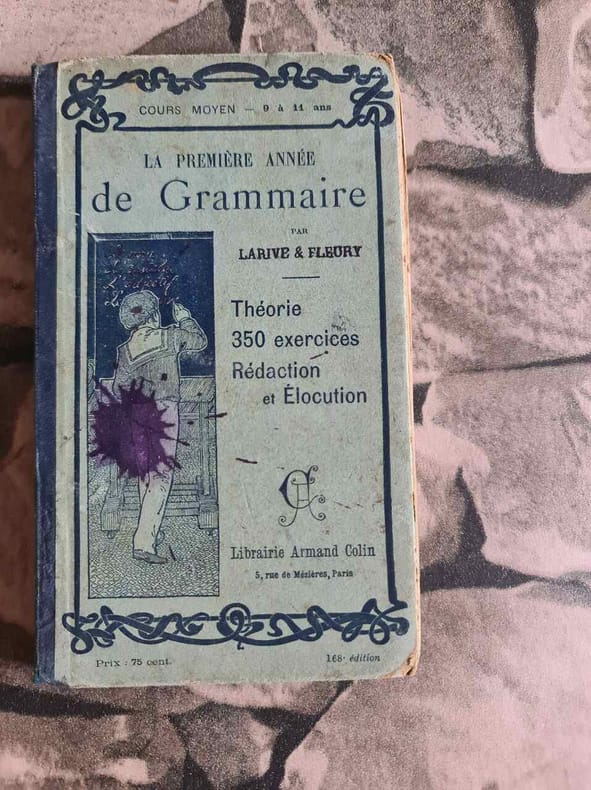 COURS MOYEN — 9 à 11 ans
LA PREMIÈRE ANNÉE
de Grammaire
PAR
LARIVE & FLEURY
Théorie
350 exercices
Rédaction
et Élocution
Librairie Armand Colin
5, rue de Mézières, Paris
Prix : 75 cent.
168e édition